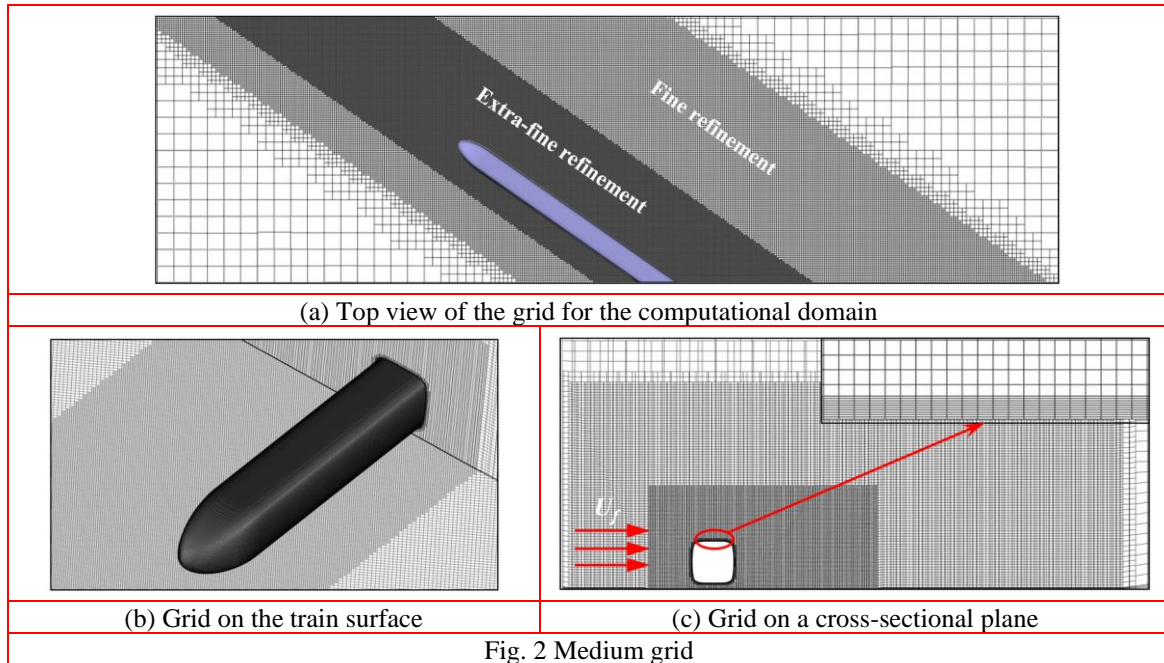 Extra-fine refinement
Fine refinement
(a) Top view of the grid for the computational domain
U_f
(b) Grid on the train surface
(c) Grid on a cross-sectional plane
Fig. 2 Medium grid